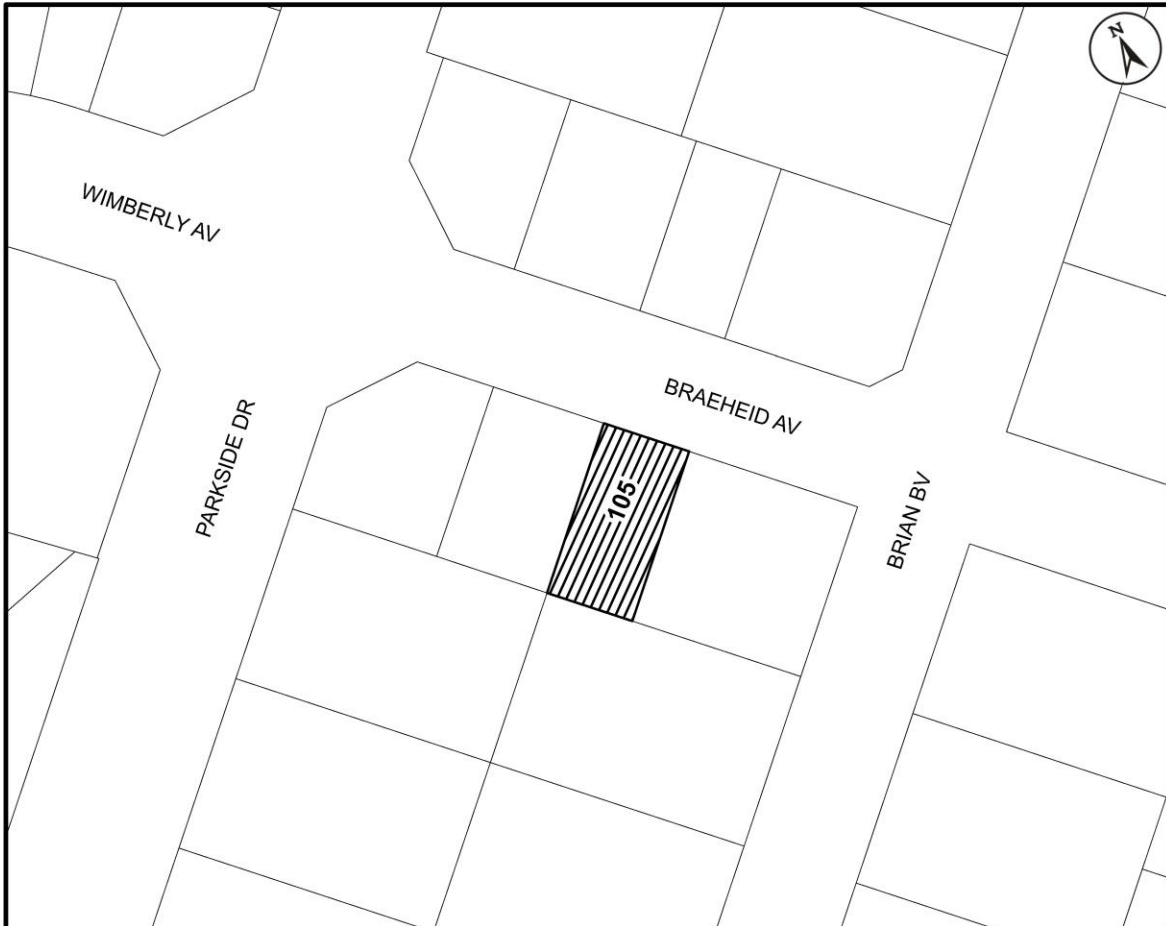 N
WIMBERLY AV
BRAEHEID AV
PARKSIDE DR
105
BRIAN BV